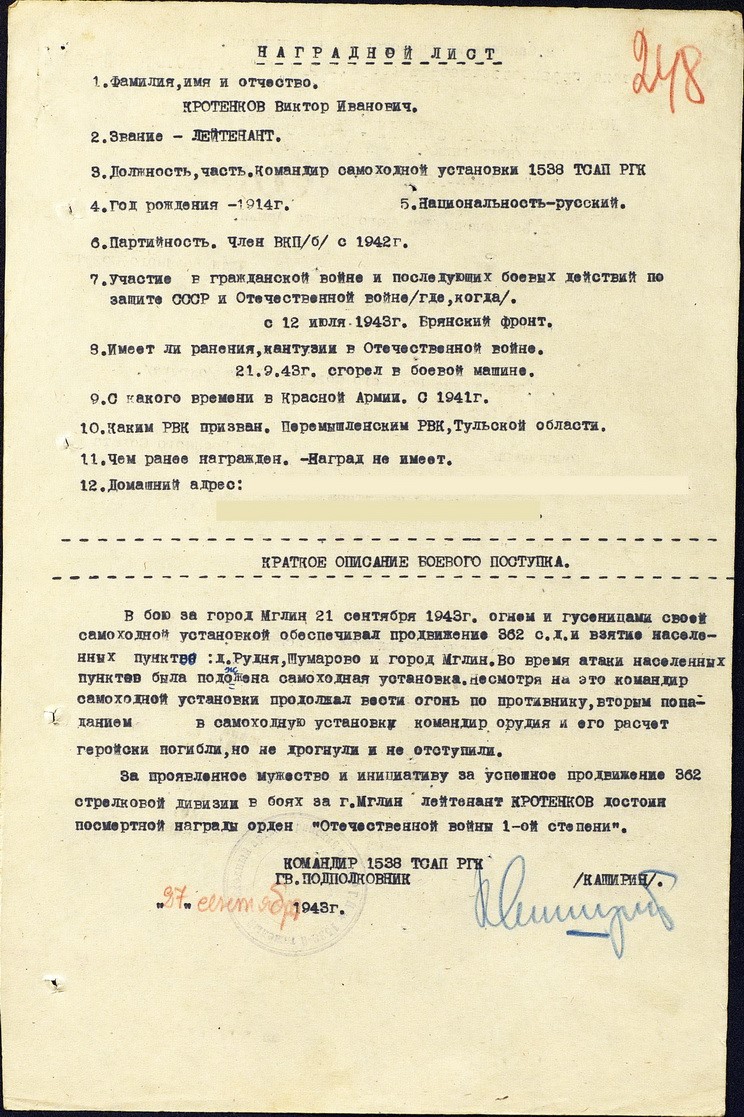 248
НАГРАДНОЙ ЛИСТ
1.Фамилия,имя и отчество.
КРОТЕНКОВ Виктор Иванович.
2.Звание - ЛЕЙТЕНАНТ.
3.Должность,часть.Командир самоходной установки 1538 ТСАП РГК
4.Год рождения -1914г. 5.Национальность-русский.
6.Партийность. Член ВКП/б/ с 1942г.
7.Участие в гражданской войне и последующих боевых действий по
защите СССР и Отечественной войне/где,когда/.
с 12 июля 1943г. Брянский фронт.
8.Имеет ли ранения,кантузии в Отечественной войне.
21.9.43г. сгорел в боевой машине.
9.С какого времени в Красной Армии. С 1941г.
10.Каким РВК призван. Перемышленским РВК,Тульской области.
11.Чем ранее награжден. -Наград не имеет.
12.Домашний адрес:
КРАТКОЕ ОПИСАНИЕ БОЕВОГО ПОСТУПКА.
В бою за город Мглин 21 сентября 1943г. огнем и гусеницами своей
самоходной установкой обеспечивал продвижение 362 с.д.и взятие населе-
нных пунктов :д.Рудня,Шумарово и город Мглин.Во время атаки населенных
пунктов была подожена самоходная установка.Несмотря на это командир
самоходной установки продолжал вести огонь по противнику,вторым попа-
данием в самоходную установку командир орудия и его расчет
геройски погибли,но не дрогнули и не отступили.
За проявленное мужество и инициативу за успешное продвижение 362
стрелковой дивизии в боях за г.Мглин лейтенант КРОТЕНКОВ достоин
посмертной награды орден "Отечественной войны 1-ой степени".
КОМАНДИР 1538 ТСАП РГК
ГВ.ПОДПОЛКОВНИК /КАШИРИН/.
"27" сентября 1943г.